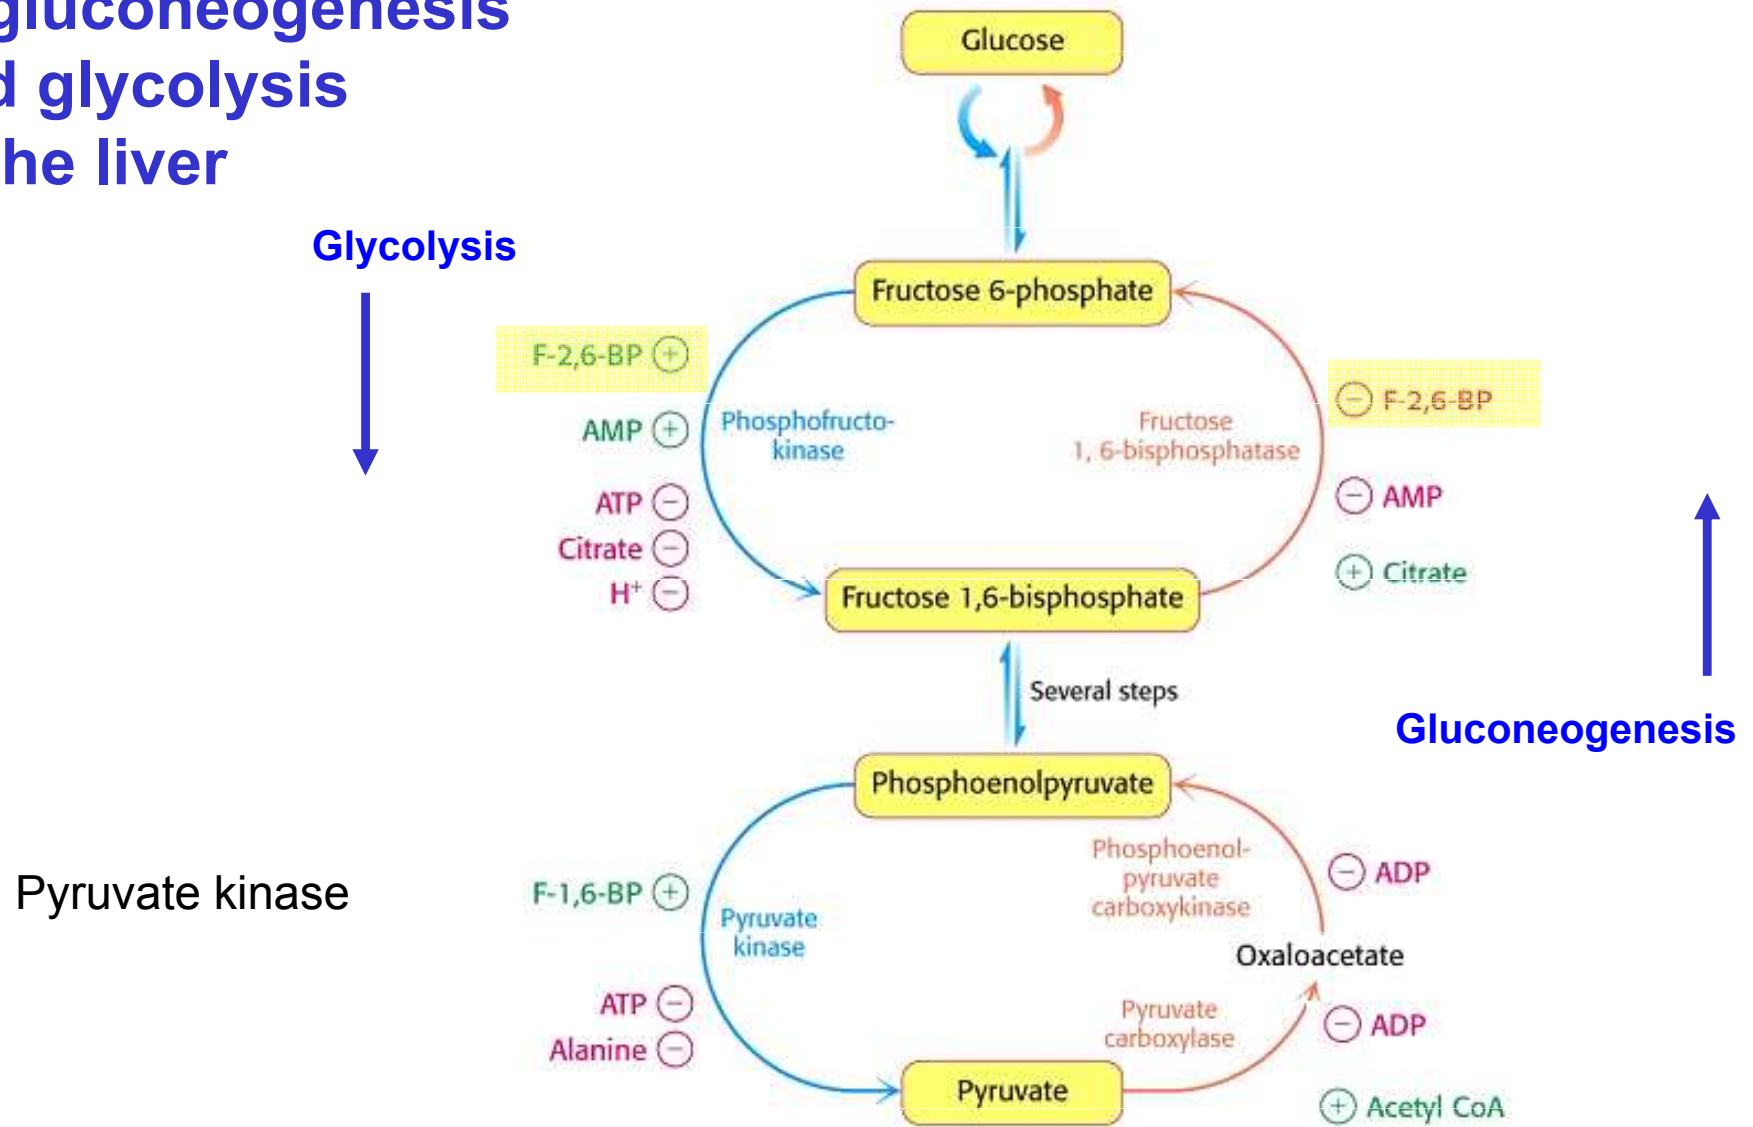 gluconeogenesis
d glycolysis
he liver
Glucose
Glycolysis
Fructose 6-phosphate
F-2,6-BP +
− F-2,6-BP
AMP +
Phosphofructo-
kinase
Fructose
1, 6-bisphosphatase
ATP −
− AMP
Citrate −
+ Citrate
H⁺ −
Fructose 1,6-bisphosphate
Several steps
Gluconeogenesis
Phosphoenolpyruvate
Pyruvate kinase
F-1,6-BP +
Pyruvate
kinase
Phosphoenol-
pyruvate
carboxykinase
− ADP
Oxaloacetate
ATP −
Alanine −
Pyruvate
carboxylase
− ADP
Pyruvate
+ Acetyl CoA